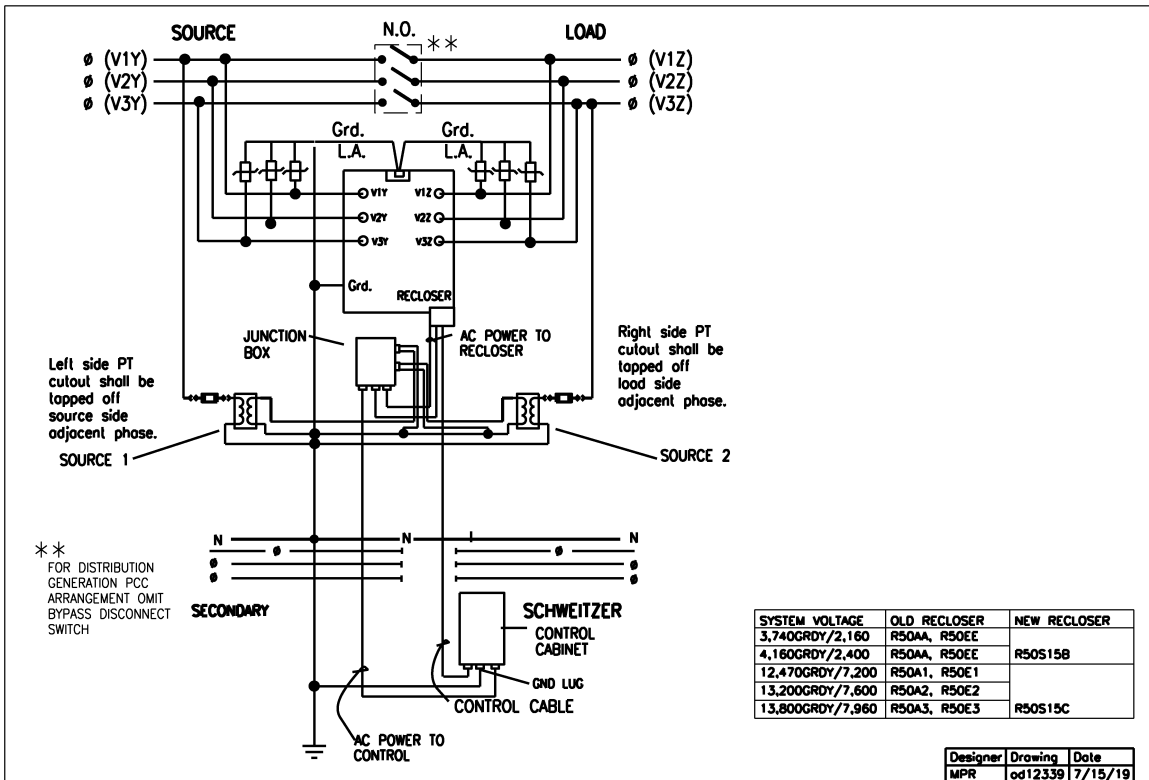 SOURCE
N.O.
**
LOAD
Ø (V1Y)
Ø (V2Y)
Ø (V3Y)
Ø (V1Z)
Ø (V2Z)
Ø (V3Z)
Grd.
L.A.
Grd.
L.A.
V1Y
V2Y
V3Y
V1Z
V2Z
V3Z
Grd.
RECLOSER
JUNCTION
BOX
AC POWER TO
RECLOSER
Left side PT
cutout shall be
tapped off
source side
adjacent phase.
Right side PT
cutout shall be
tapped off
load side
adjacent phase.
SOURCE 1
SOURCE 2
N
N
N
Ø
Ø
Ø
Ø
Ø
Ø
**
FOR DISTRIBUTION
GENERATION PCC
ARRANGEMENT OMIT
BYPASS DISCONNECT
SWITCH
SECONDARY
SCHWEITZER
CONTROL
CABINET
GND LUG
CONTROL CABLE
AC POWER TO
CONTROL
SYSTEM VOLTAGE OLD RECLOSER NEW RECLOSER
3,740GRDY/2,160 R50AA, R50EE
4,160GRDY/2,400 R50AA, R50EE R50S15B
12,470GRDY/7,200 R50A1, R50E1
13,200GRDY/7,600 R50A2, R50E2
13,800GRDY/7,960 R50A3, R50E3 R50S15C
Designer Drawing Date
MPR od12339 7/15/19